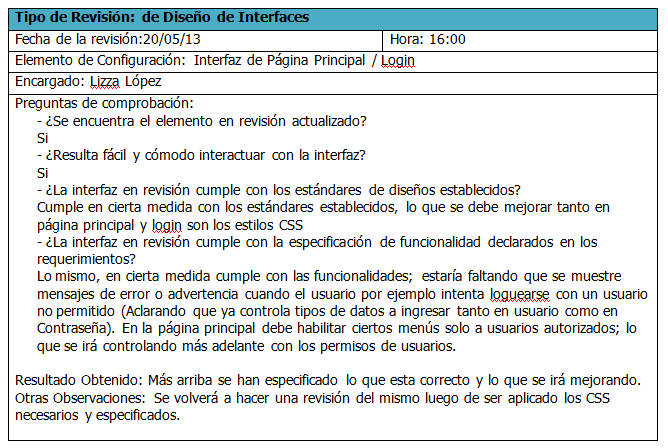 Tipo de Revisión: de Diseño de Interfaces
Fecha de la revisión:20/05/13
Hora: 16:00
Elemento de Configuración: Interfaz de Página Principal / Login
Encargado: Lizza López
Preguntas de comprobación:
- ¿Se encuentra el elemento en revisión actualizado?
Si
- ¿Resulta fácil y cómodo interactuar con la interfaz?
Si
- ¿La interfaz en revisión cumple con los estándares de diseños establecidos?
Cumple en cierta medida con los estándares establecidos, lo que se debe mejorar tanto en
página principal y login son los estilos CSS
- ¿La interfaz en revisión cumple con la especificación de funcionalidad declarados en los
requerimientos?
Lo mismo, en cierta medida cumple con las funcionalidades; estaría faltando que se muestre
mensajes de error o advertencia cuando el usuario por ejemplo intenta loguearse con un usuario
no permitido (Aclarando que ya controla tipos de datos a ingresar tanto en usuario como en
Contraseña). En la página principal debe habilitar ciertos menús solo a usuarios autorizados; lo
que se irá controlando más adelante con los permisos de usuarios.
Resultado Obtenido: Más arriba se han especificado lo que esta correcto y lo que se irá mejorando.
Otras Observaciones: Se volverá a hacer una revisión del mismo luego de ser aplicado los CSS
necesarios y especificados.